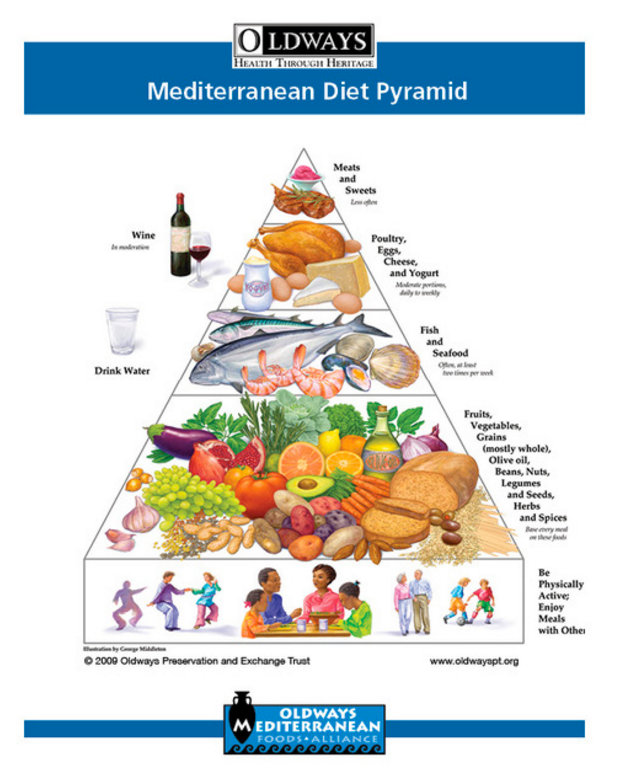 OLDWAYS
HEALTH THROUGH HERITAGE
Mediterranean Diet Pyramid
Meats
and
Sweets
Less often
Wine
In moderation
Poultry,
Eggs,
Cheese,
and Yogurt
Moderate portions,
daily to weekly
Drink Water
Fish
and
Seafood
Often, at least
two times per week
Fruits,
Vegetables,
Grains
(mostly whole),
Olive oil,
Beans, Nuts,
Legumes
and Seeds,
Herbs
and Spices
Base every meal
on these foods
Be
Physically
Active;
Enjoy
Meals
with Other
Illustration by George Middleton
© 2009 Oldways Preservation and Exchange Trust
www.oldwayspt.org
OLDWAYS
MEDITERRANEAN
FOODS • ALLIANCE